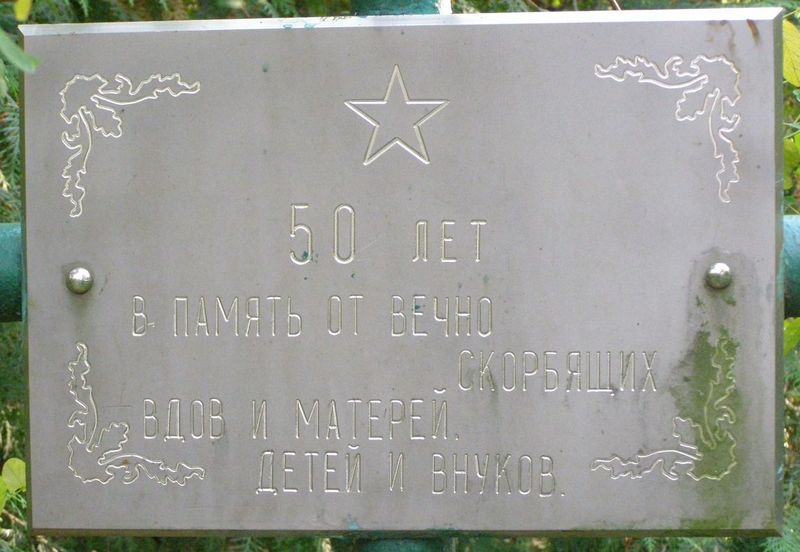 50 ЛЕТ
В ПАМЯТЬ ОТ ВЕЧНО
СКОРБЯЩИХ
ВДОВ И МАТЕРЕЙ.
ДЕТЕЙ И ВНУКОВ.